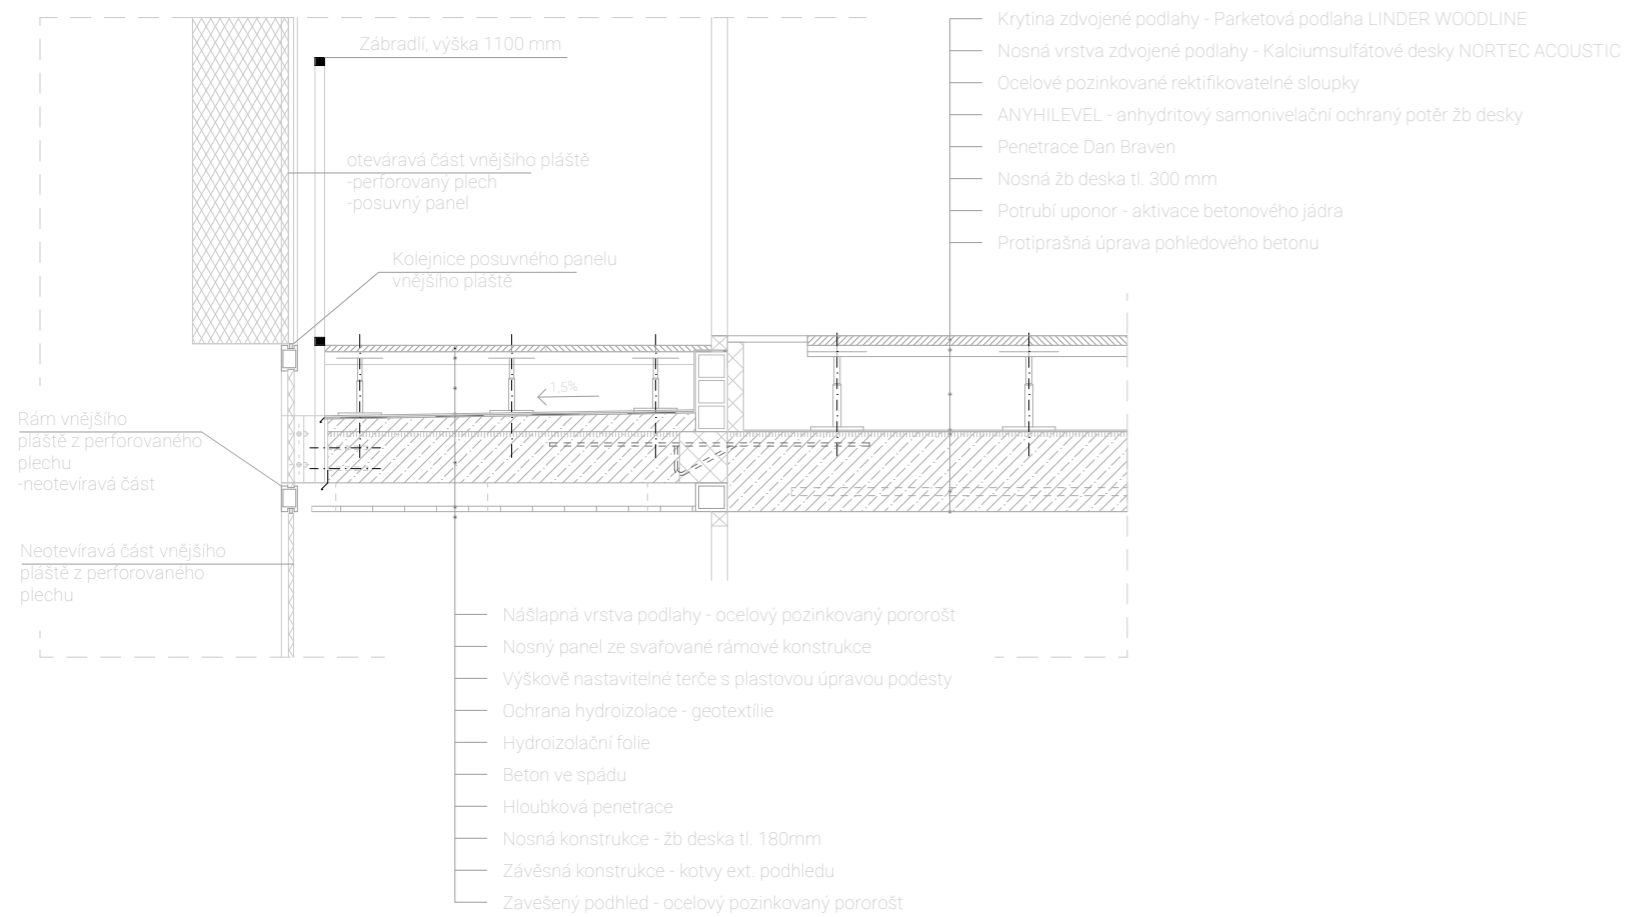 Zábradlí, výška 1100 mm
oteváravá část vnějšího pláště
-perforovaný plech
-posuvný panel
Kolejnice posuvného panelu
vnějšího pláště
Rám vnějšího
pláště z perforovaného
plechu
-neotevíravá část
Neotevíravá část vnějšího
pláště z perforovaného
plechu
1,5%
Krytina zdvojené podlahy - Parketová podlaha LINDER WOODLINE
Nosná vrstva zdvojené podlahy - Kalciumsulfátové desky NORTEC ACOUSTIC
Ocelové pozinkované rektifikovatelné sloupky
ANYHILEVEL - anhydritový samonivelační ochraný potěr žb desky
Penetrace Dan Braven
Nosná žb deska tl. 300 mm
Potrubí uponor - aktivace betonového jádra
Protiprašná úprava pohledového betonu
Nášlapná vrstva podlahy - ocelový pozinkovaný pororošt
Nosný panel ze svařované rámové konstrukce
Výškově nastavitelné terče s plastovou úpravou podesty
Ochrana hydroizolace - geotextílie
Hydroizolační folie
Beton ve spádu
Hloubková penetrace
Nosná konstrukce - žb deska tl. 180mm
Závěsná konstrukce - kotvy ext. podhledu
Zavešený podhled - ocelový pozinkovaný pororošt